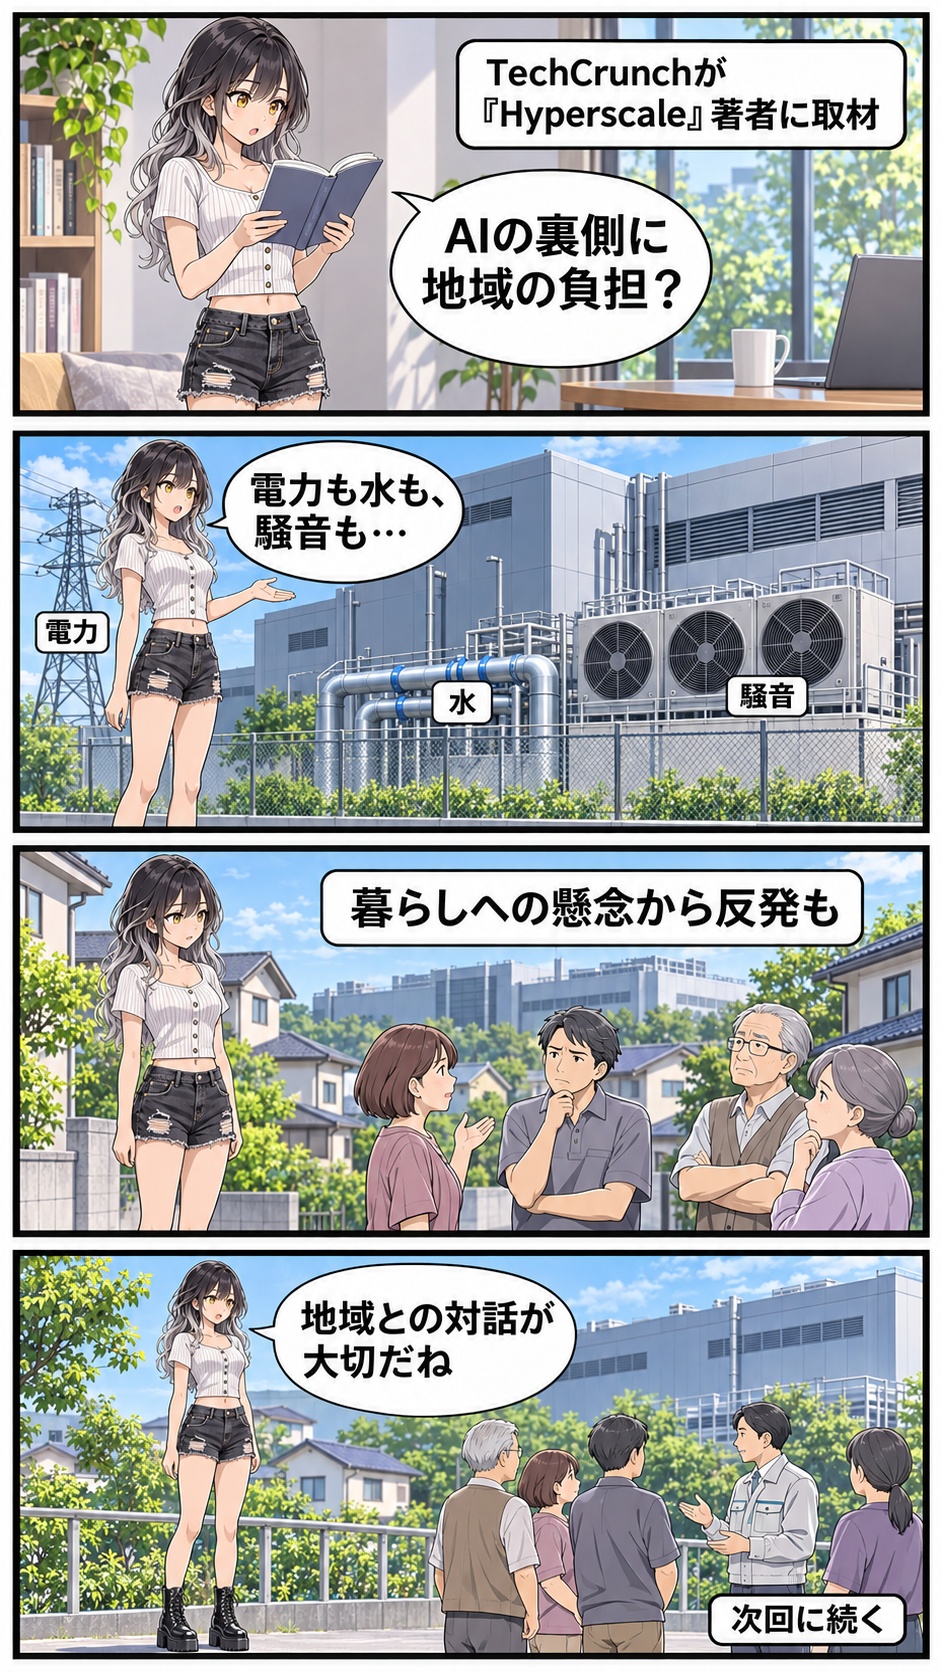 TechCrunchが
『Hyperscale』著者に取材
AIの裏側に
地域の負担？
電力も水も、
騒音も…
電力
水
騒音
暮らしへの懸念から反発も
地域との対話が
大切だね
次回に続く